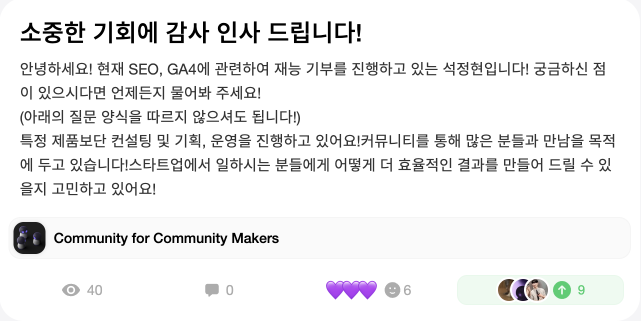 소중한 기회에 감사 인사 드립니다!
안녕하세요! 현재 SEO, GA4에 관련하여 재능 기부를 진행하고 있는 석정현입니다! 궁금하신 점
이 있으시다면 언제든지 물어봐 주세요!
(아래의 질문 양식을 따르지 않으셔도 됩니다!)
특정 제품보단 컨설팅 및 기획, 운영을 진행하고 있어요!커뮤니티를 통해 많은 분들과 만남을 목적
에 두고 있습니다!스타트업에서 일하시는 분들에게 어떻게 더 효율적인 결과를 만들어 드릴 수 있
을지 고민하고 있어요!
Community for Community Makers
40 0 6 9